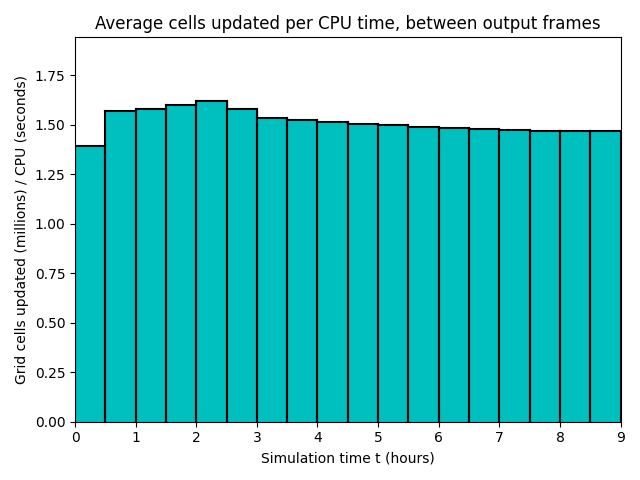 Average cells updated per CPU time, between output frames
Grid cells updated (millions) / CPU (seconds)
1.75
1.50
1.25
1.00
0.75
0.50
0.25
0.00
0 1 2 3 4 5 6 7 8 9
Simulation time t (hours)